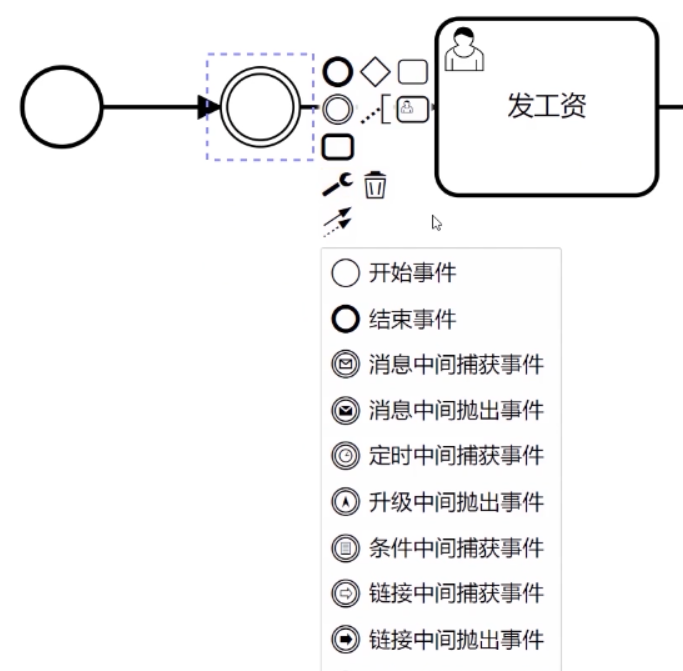 发工资
开始事件
结束事件
消息中间捕获事件
消息中间抛出事件
定时中间捕获事件
升级中间抛出事件
条件中间捕获事件
链接中间捕获事件
链接中间抛出事件